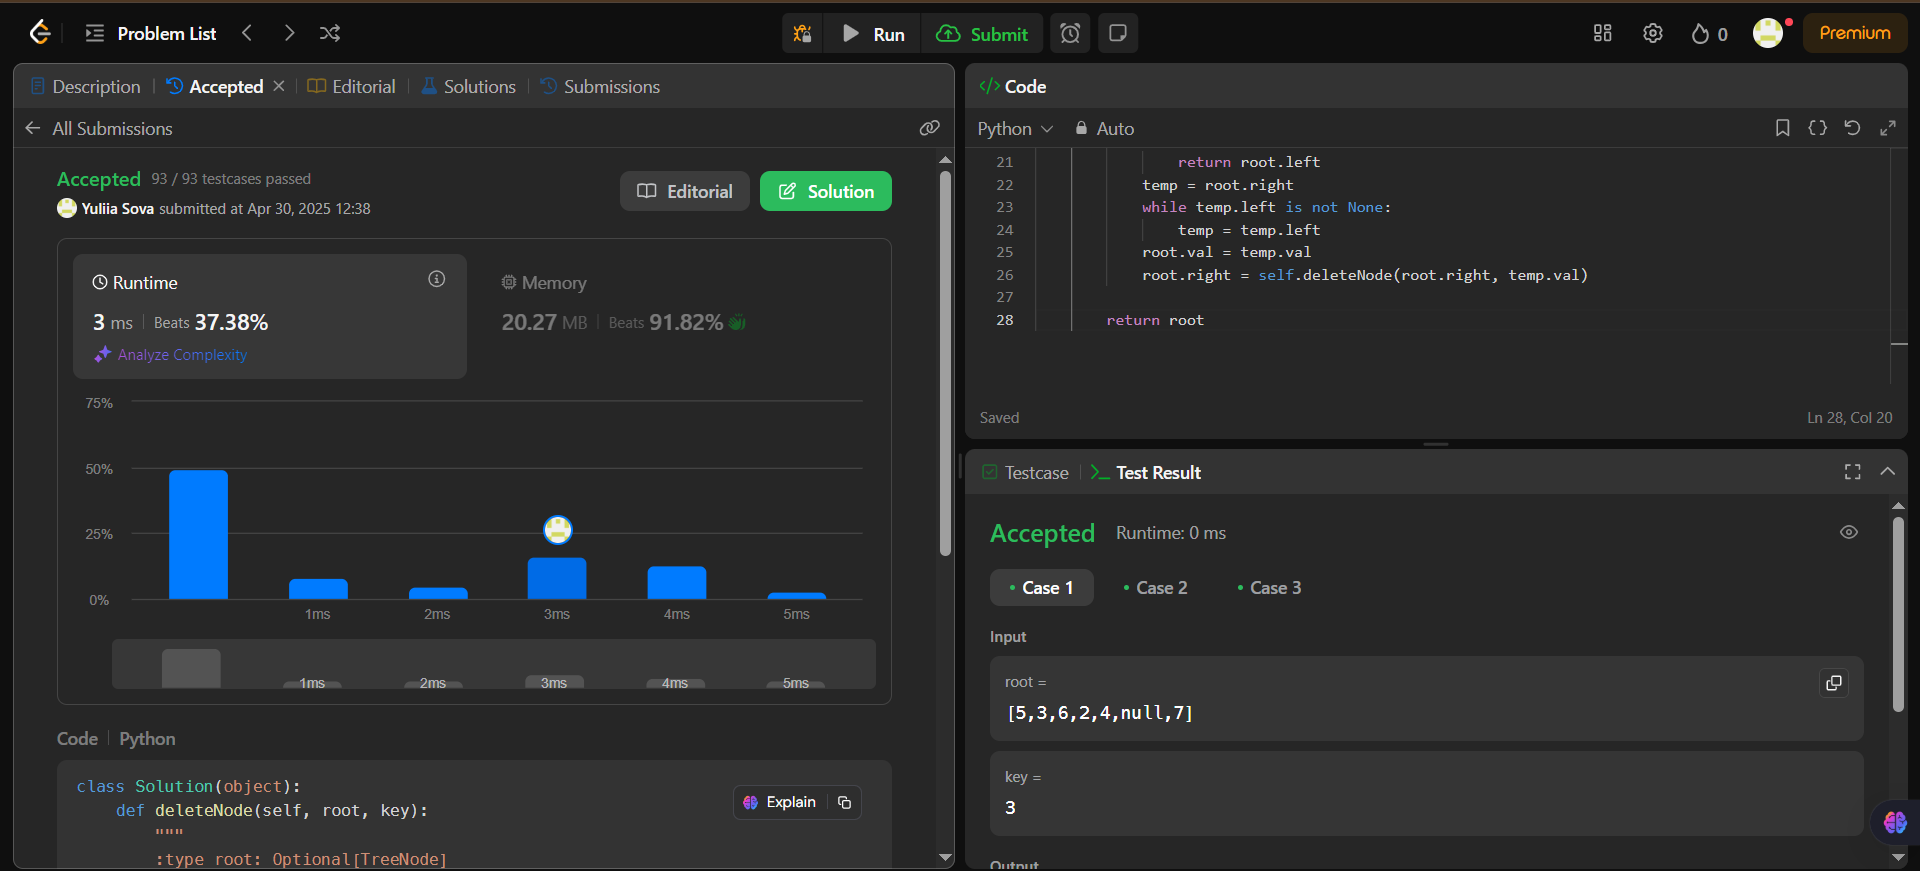 Problem List
Run
Submit
0
Premium
Description
Accepted
Editorial
Solutions
Submissions
All Submissions
Accepted 93 / 93 testcases passed
Yuliia Sova submitted at Apr 30, 2025 12:38
Editorial
Solution
Runtime
3 ms Beats 37.38%
Analyze Complexity
Memory
20.27 MB Beats 91.82%
75%
50%
25%
0%
1ms 2ms 3ms 4ms 5ms
1ms 2ms 3ms 4ms 5ms
Code Python
class Solution(object):
def deleteNode(self, root, key):
"""
:type root: Optional[TreeNode]
Explain
</> Code
Python Auto
21 return root.left
22 temp = root.right
23 while temp.left is not None:
24 temp = temp.left
25 root.val = temp.val
26 root.right = self.deleteNode(root.right, temp.val)
27
28 return root
Saved
Ln 28, Col 20
Testcase
>_ Test Result
Accepted Runtime: 0 ms
• Case 1 • Case 2 • Case 3
Input
root =
[5,3,6,2,4,null,7]
key =
3
Output